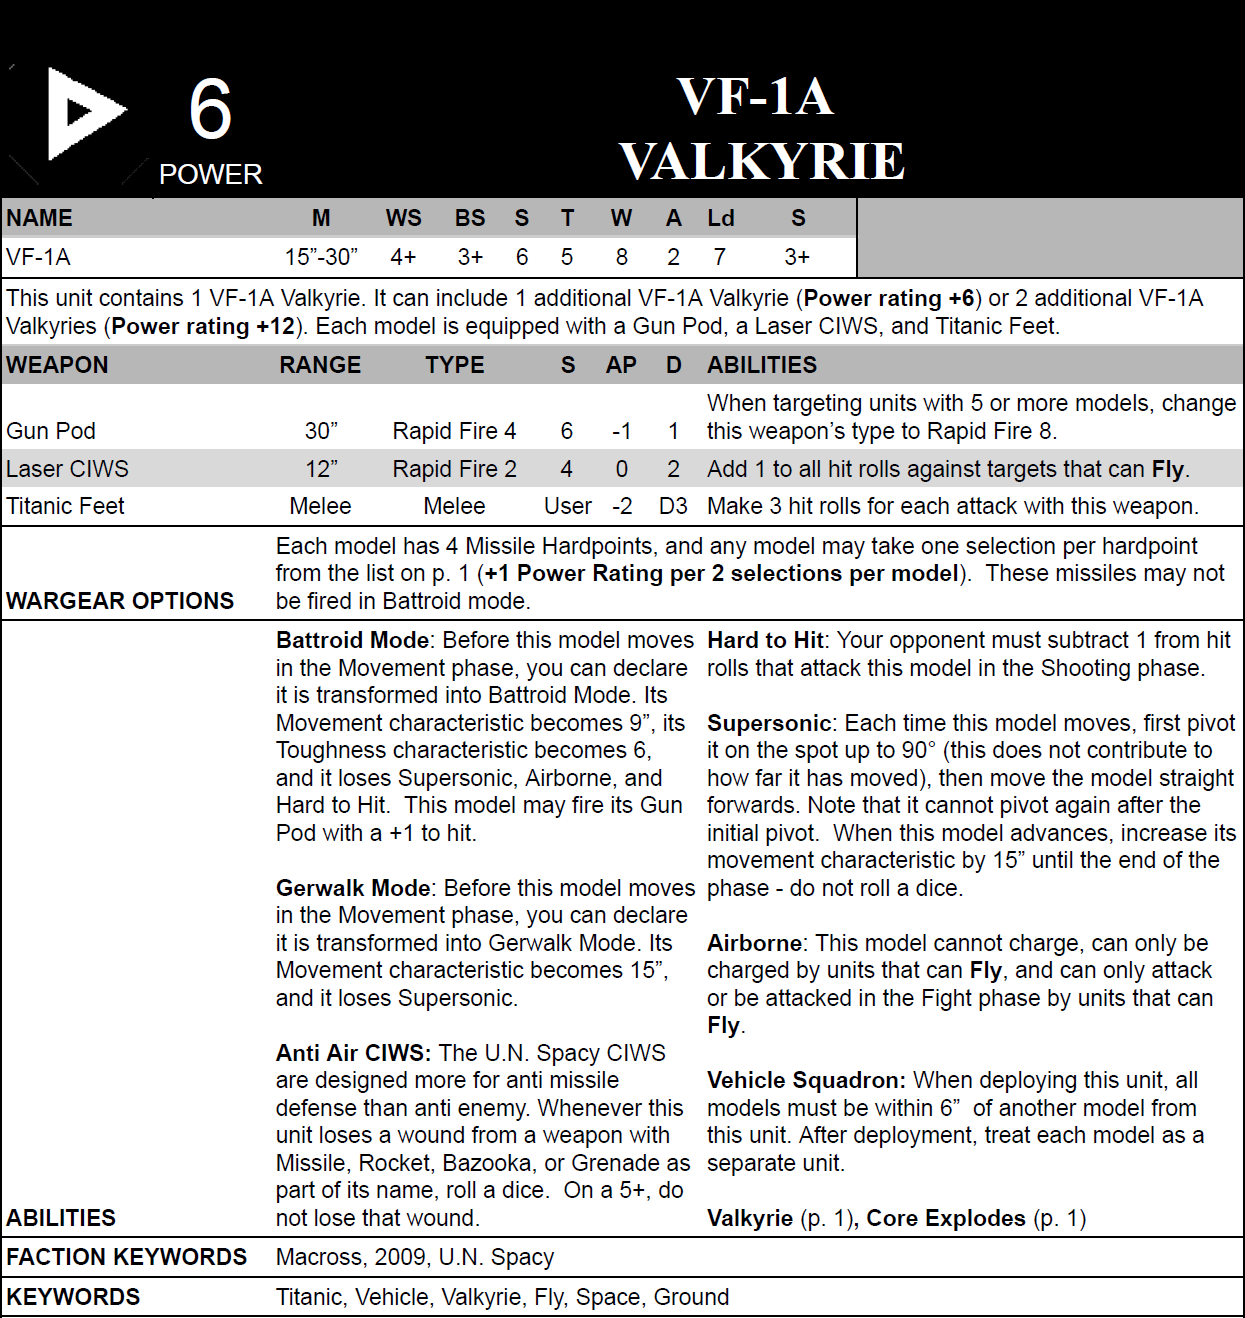 6
POWER
VF-1A
VALKYRIE
NAME M WS BS S T W A Ld S
VF-1A 15”-30” 4+ 3+ 6 5 8 2 7 3+
This unit contains 1 VF-1A Valkyrie. It can include 1 additional VF-1A Valkyrie (Power rating +6) or 2 additional VF-1A
Valkyries (Power rating +12). Each model is equipped with a Gun Pod, a Laser CIWS, and Titanic Feet.
WEAPON RANGE TYPE S AP D ABILITIES
When targeting units with 5 or more models, change
Gun Pod 30” Rapid Fire 4 6 -1 1 this weapon’s type to Rapid Fire 8.
Laser CIWS 12” Rapid Fire 2 4 0 2 Add 1 to all hit rolls against targets that can Fly.
Titanic Feet Melee Melee User -2 D3 Make 3 hit rolls for each attack with this weapon.
Each model has 4 Missile Hardpoints, and any model may take one selection per hardpoint
from the list on p. 1 (+1 Power Rating per 2 selections per model). These missiles may not
WARGEAR OPTIONS be fired in Battroid mode.
Battroid Mode: Before this model moves
in the Movement phase, you can declare
it is transformed into Battroid Mode. Its
Movement characteristic becomes 9”, its
Toughness characteristic becomes 6,
and it loses Supersonic, Airborne, and
Hard to Hit. This model may fire its Gun
Pod with a +1 to hit.
Gerwalk Mode: Before this model moves
in the Movement phase, you can declare
it is transformed into Gerwalk Mode. Its
Movement characteristic becomes 15”,
and it loses Supersonic.
Anti Air CIWS: The U.N. Spacy CIWS
are designed more for anti missile
defense than anti enemy. Whenever this
unit loses a wound from a weapon with
Missile, Rocket, Bazooka, or Grenade as
part of its name, roll a dice. On a 5+, do
ABILITIES not lose that wound.
Hard to Hit: Your opponent must subtract 1 from hit
rolls that attack this model in the Shooting phase.
Supersonic: Each time this model moves, first pivot
it on the spot up to 90° (this does not contribute to
how far it has moved), then move the model straight
forwards. Note that it cannot pivot again after the
initial pivot. When this model advances, increase its
movement characteristic by 15” until the end of the
phase - do not roll a dice.
Airborne: This model cannot charge, can only be
charged by units that can Fly, and can only attack
or be attacked in the Fight phase by units that can
Fly.
Vehicle Squadron: When deploying this unit, all
models must be within 6” of another model from
this unit. After deployment, treat each model as a
separate unit.
Valkyrie (p. 1), Core Explodes (p. 1)
FACTION KEYWORDS Macross, 2009, U.N. Spacy
KEYWORDS Titanic, Vehicle, Valkyrie, Fly, Space, Ground